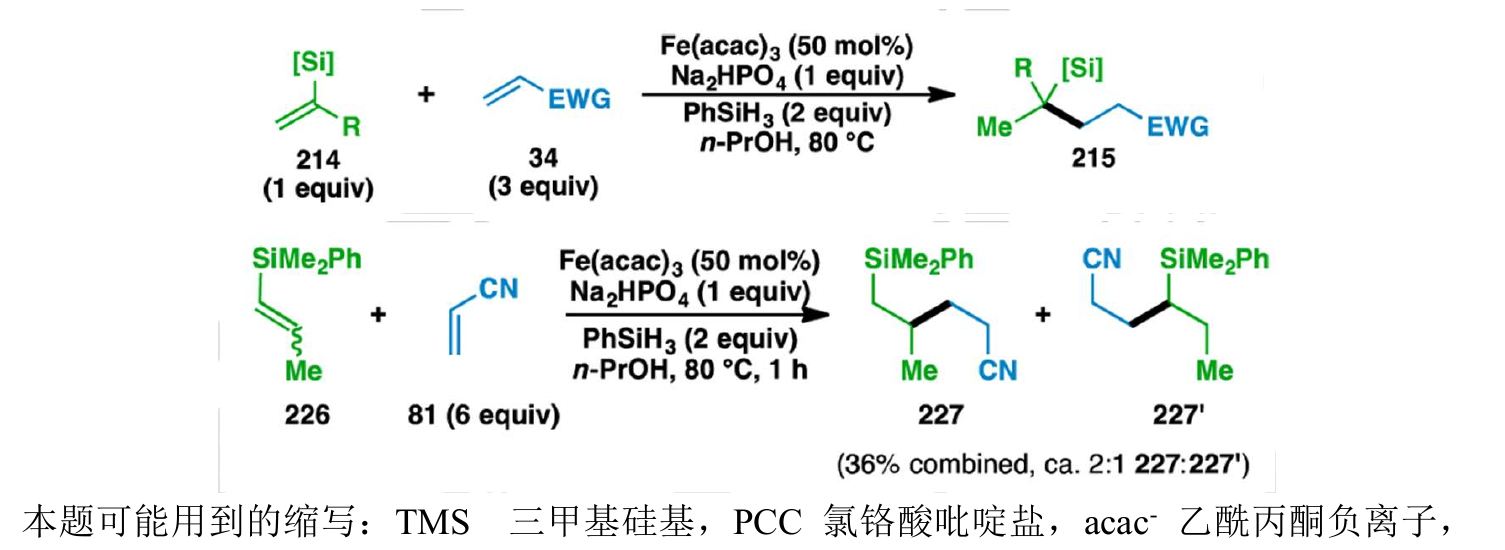 [Si]
R
214
(1 equiv)
+
EWG
34
(3 equiv)
Fe(acac)₃ (50 mol%)
Na₂HPO₄ (1 equiv)
PhSiH₃ (2 equiv)
n-PrOH, 80 °C
R [Si]
Me
EWG
215
SiMe₂Ph
Me
226
+
CN
81 (6 equiv)
Fe(acac)₃ (50 mol%)
Na₂HPO₄ (1 equiv)
PhSiH₃ (2 equiv)
n-PrOH, 80 °C, 1 h
SiMe₂Ph
Me CN
227
+
CN SiMe₂Ph
Me
227'
(36% combined, ca. 2:1 227:227')
本题可能用到的缩写：TMS 三甲基硅基，PCC 氯铬酸吡啶盐，acac⁻ 乙酰丙酮负离子，